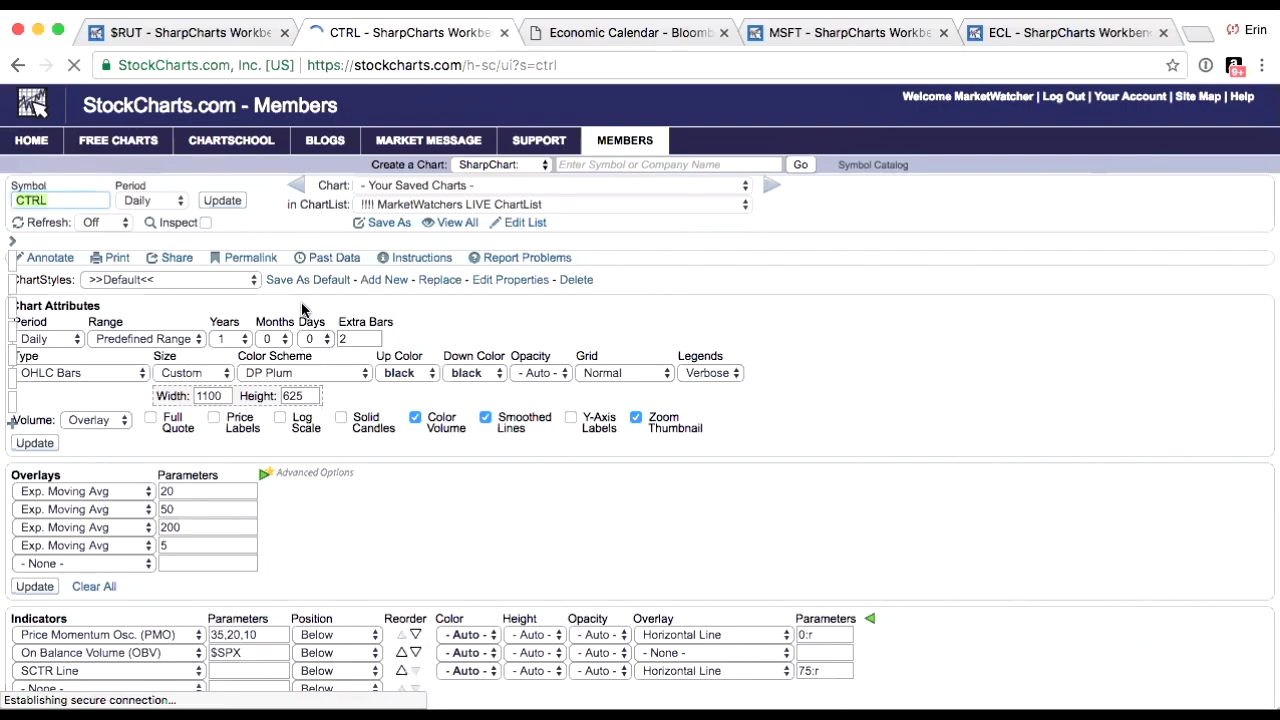 $RUT - SharpCharts Workb
CTRL - SharpCharts Workbe
Economic Calendar - Bloomb
MSFT - SharpCharts Workbe
ECL - SharpCharts Workben
Erin
StockCharts.com, Inc. [US] | https://stockcharts.com/h-sc/ui?s=ctrl
9+
StockCharts.com - Members
Welcome MarketWatcher | Log Out | Your Account | Site Map | Help
HOME FREE CHARTS CHARTSCHOOL BLOGS MARKET MESSAGE SUPPORT MEMBERS
Create a Chart: SharpChart: Enter Symbol or Company Name Go Symbol Catalog
Symbol Period Chart: - Your Saved Charts -
CTRL Daily Update in ChartList: !!!! MarketWatchers LIVE ChartList
Refresh: Off Inspect Save As View All Edit List
Annotate Print Share Permalink Past Data Instructions Report Problems
ChartStyles: >>Default<< Save As Default - Add New - Replace - Edit Properties - Delete
Chart Attributes
Period Range Years Months Days Extra Bars
Daily Predefined Range 1 0 0 2
Type Size Color Scheme Up Color Down Color Opacity Grid Legends
OHLC Bars Custom DP Plum black black - Auto - Normal Verbose
Width: 1100 Height: 625
Volume: Overlay Full Quote Price Labels Log Scale Solid Candles Color Volume Smoothed Lines Y-Axis Labels Zoom Thumbnail
Update
Overlays Parameters Advanced Options
Exp. Moving Avg 20
Exp. Moving Avg 50
Exp. Moving Avg 200
Exp. Moving Avg 5
- None -
Update Clear All
Indicators Parameters Position Reorder Color Height Opacity Overlay Parameters
Price Momentum Osc. (PMO) 35,20,10 Below - Auto - - Auto - - Auto - Horizontal Line 0:r
On Balance Volume (OBV) $SPX Below - Auto - - Auto - - Auto - - None -
SCTR Line Below - Auto - - Auto - - Auto - Horizontal Line 75:r
- None - Below
Establishing secure connection...